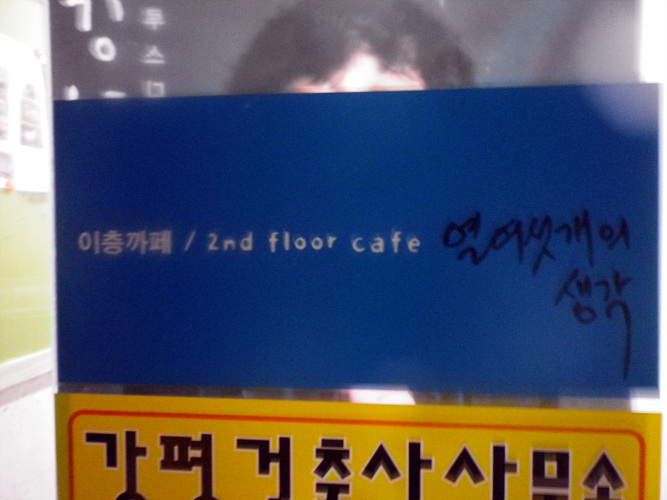 이층까페 / 2nd floor cafe 열여섯개의
생각
강평건축사사무소